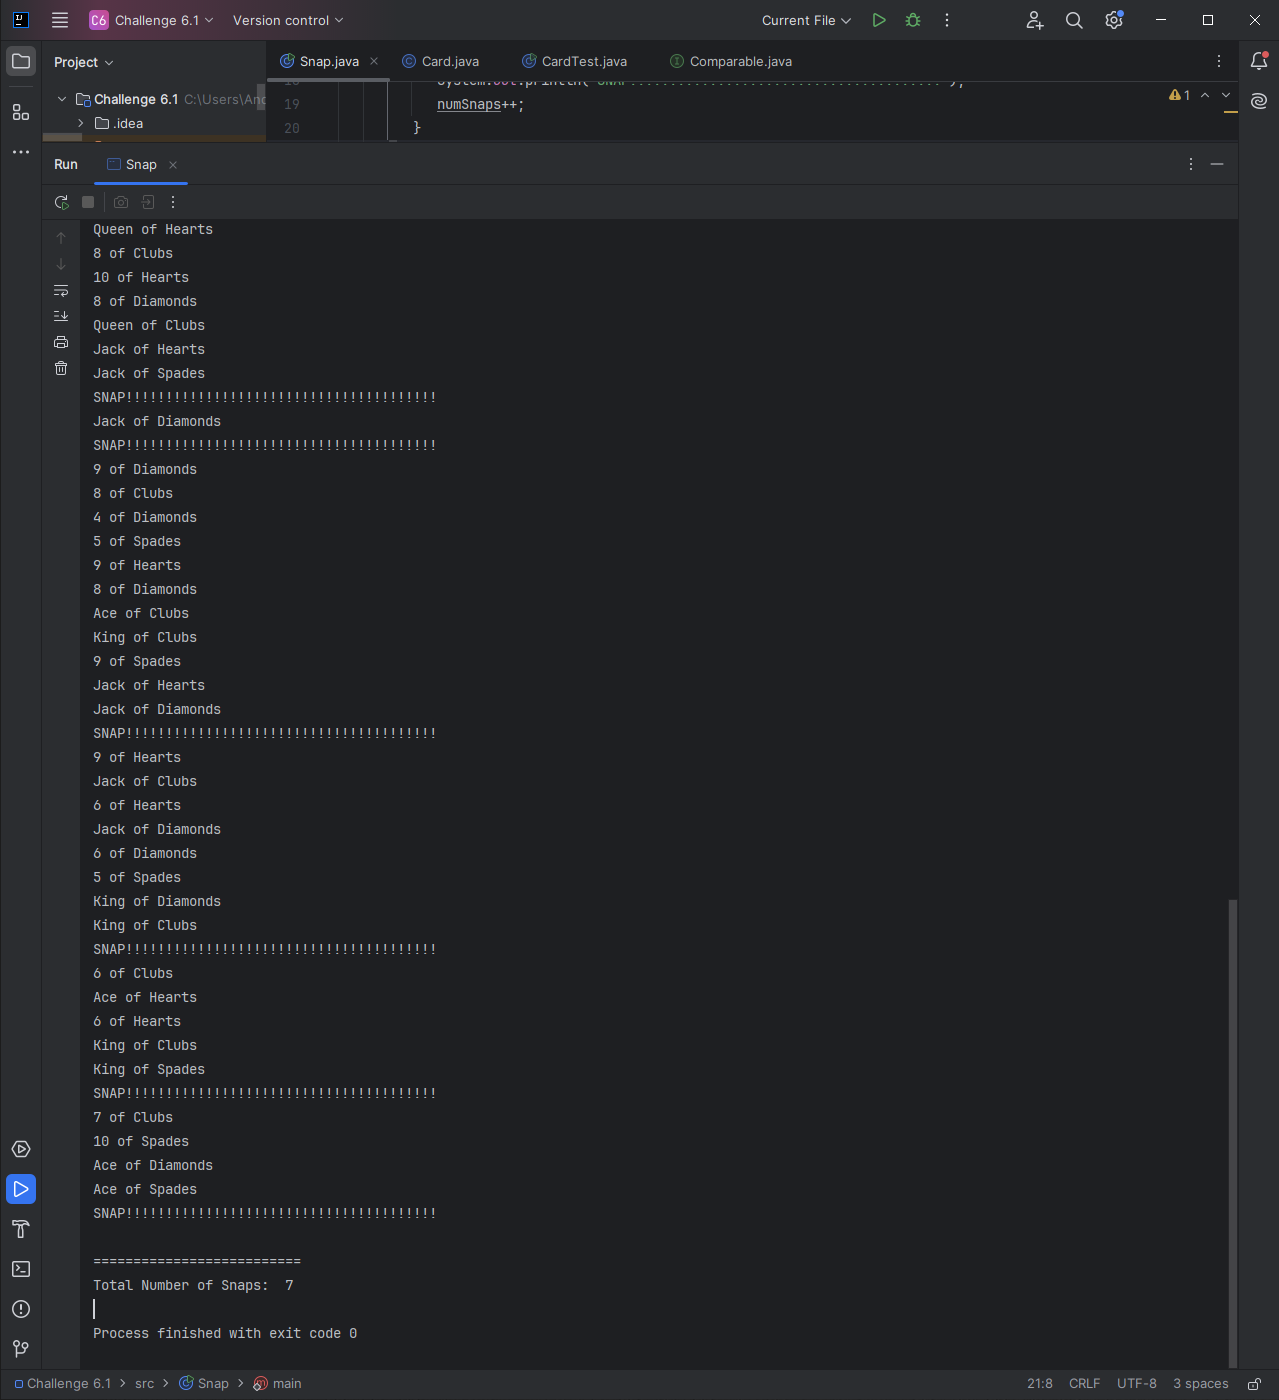 C6 Challenge 6.1 Version control Current File
Project Snap.java Card.java CardTest.java Comparable.java
Challenge 6.1 C:\Users\And
.idea
19 numSnaps++;
20 }
1
Run Snap
Queen of Hearts
8 of Clubs
10 of Hearts
8 of Diamonds
Queen of Clubs
Jack of Hearts
Jack of Spades
SNAP!!!!!!!!!!!!!!!!!!!!!!!!!!!!!!!!!!!!!!!
Jack of Diamonds
SNAP!!!!!!!!!!!!!!!!!!!!!!!!!!!!!!!!!!!!!!!
9 of Diamonds
8 of Clubs
4 of Diamonds
5 of Spades
9 of Hearts
8 of Diamonds
Ace of Clubs
King of Clubs
9 of Spades
Jack of Hearts
Jack of Diamonds
SNAP!!!!!!!!!!!!!!!!!!!!!!!!!!!!!!!!!!!!!!!
9 of Hearts
Jack of Clubs
6 of Hearts
Jack of Diamonds
6 of Diamonds
5 of Spades
King of Diamonds
King of Clubs
SNAP!!!!!!!!!!!!!!!!!!!!!!!!!!!!!!!!!!!!!!!
6 of Clubs
Ace of Hearts
6 of Hearts
King of Clubs
King of Spades
SNAP!!!!!!!!!!!!!!!!!!!!!!!!!!!!!!!!!!!!!!!
7 of Clubs
10 of Spades
Ace of Diamonds
Ace of Spades
SNAP!!!!!!!!!!!!!!!!!!!!!!!!!!!!!!!!!!!!!!!
==========================
Total Number of Snaps:  7
Process finished with exit code 0
Challenge 6.1 > src > Snap > main 21:8 CRLF UTF-8 3 spaces